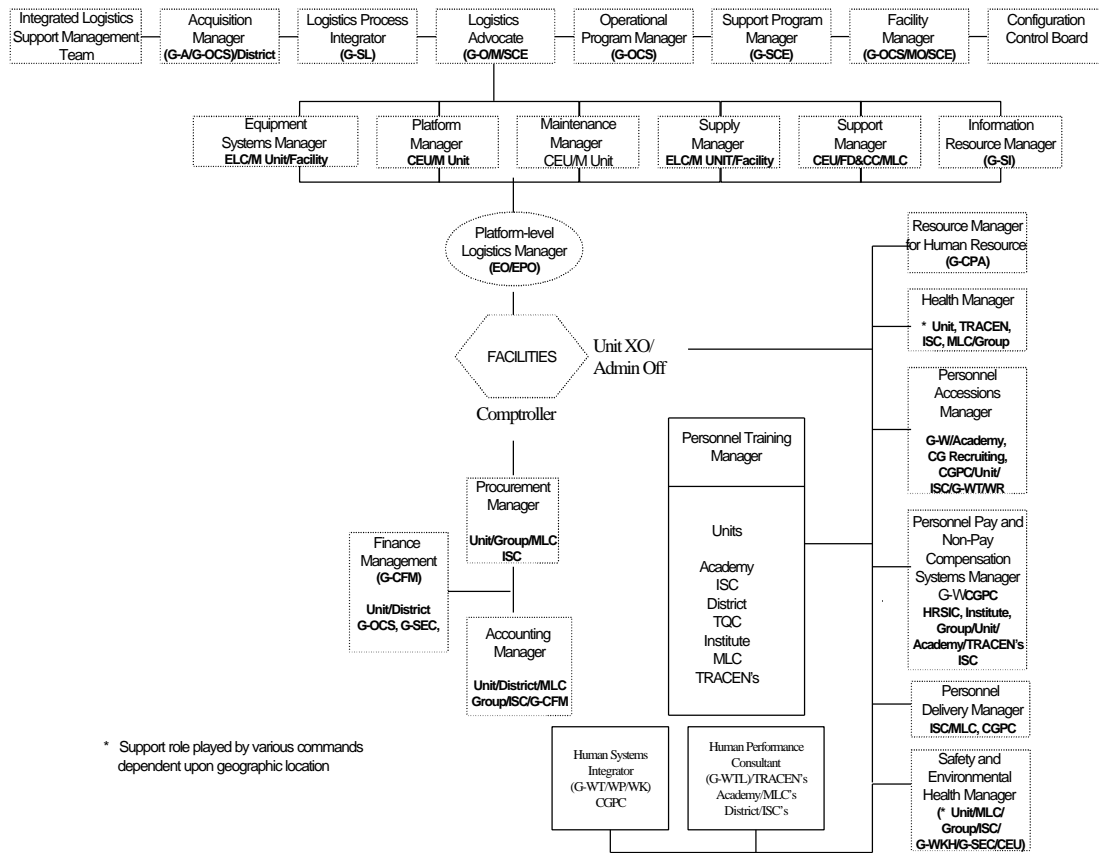 Integrated Logistics
Support Management
Team
Acquisition
Manager
(G-A/G-OCS)/District
Logistics Process
Integrator
(G-SL)
Logistics
Advocate
(G-O/M/SCE
Operational
Program Manager
(G-OCS)
Support Program
Manager
(G-SCE)
Facility
Manager
(G-OCS/MO/SCE)
Configuration
Control Board
Equipment
Systems Manager
ELC/M Unit/Facility
Platform
Manager
CEU/M Unit
Maintenance
Manager
CEU/M Unit
Supply
Manager
ELC/M UNIT/Facility
Support
Manager
CEU/FD&CC/MLC
Information
Resource Manager
(G-SI)
Platform-level
Logistics Manager
(EO/EPO)
FACILITIES
Unit XO/
Admin Off
Comptroller
Procurement
Manager
Unit/Group/MLC
ISC
Finance
Management
(G-CFM)
Unit/District
G-OCS, G-SEC,
Accounting
Manager
Unit/District/MLC
Group/ISC/G-CFM
Personnel Training
Manager
Units
Academy
ISC
District
TQC
Institute
MLC
TRACEN's
Resource Manager
for Human Resource
(G-CPA)
Health Manager
* Unit, TRACEN,
ISC, MLC/Group
Personnel
Accessions
Manager
G-W/Academy,
CG Recruiting,
CGPC/Unit/
ISC/G-WT/WR
Personnel Pay and
Non-Pay
Compensation
Systems Manager
G-WCGPC
HRSIC, Institute,
Group/Unit/
Academy/TRACEN's
ISC
Personnel
Delivery Manager
ISC/MLC, CGPC
Safety and
Environmental
Health Manager
(* Unit/MLC/
Group/ISC/
G-WKH/G-SEC/CEU)
Human Systems
Integrator
(G-WT/WP/WK)
CGPC
Human Performance
Consultant
(G-WTL)/TRACEN's
Academy/MLC's
District/ISC's
* Support role played by various commands
dependent upon geographic location